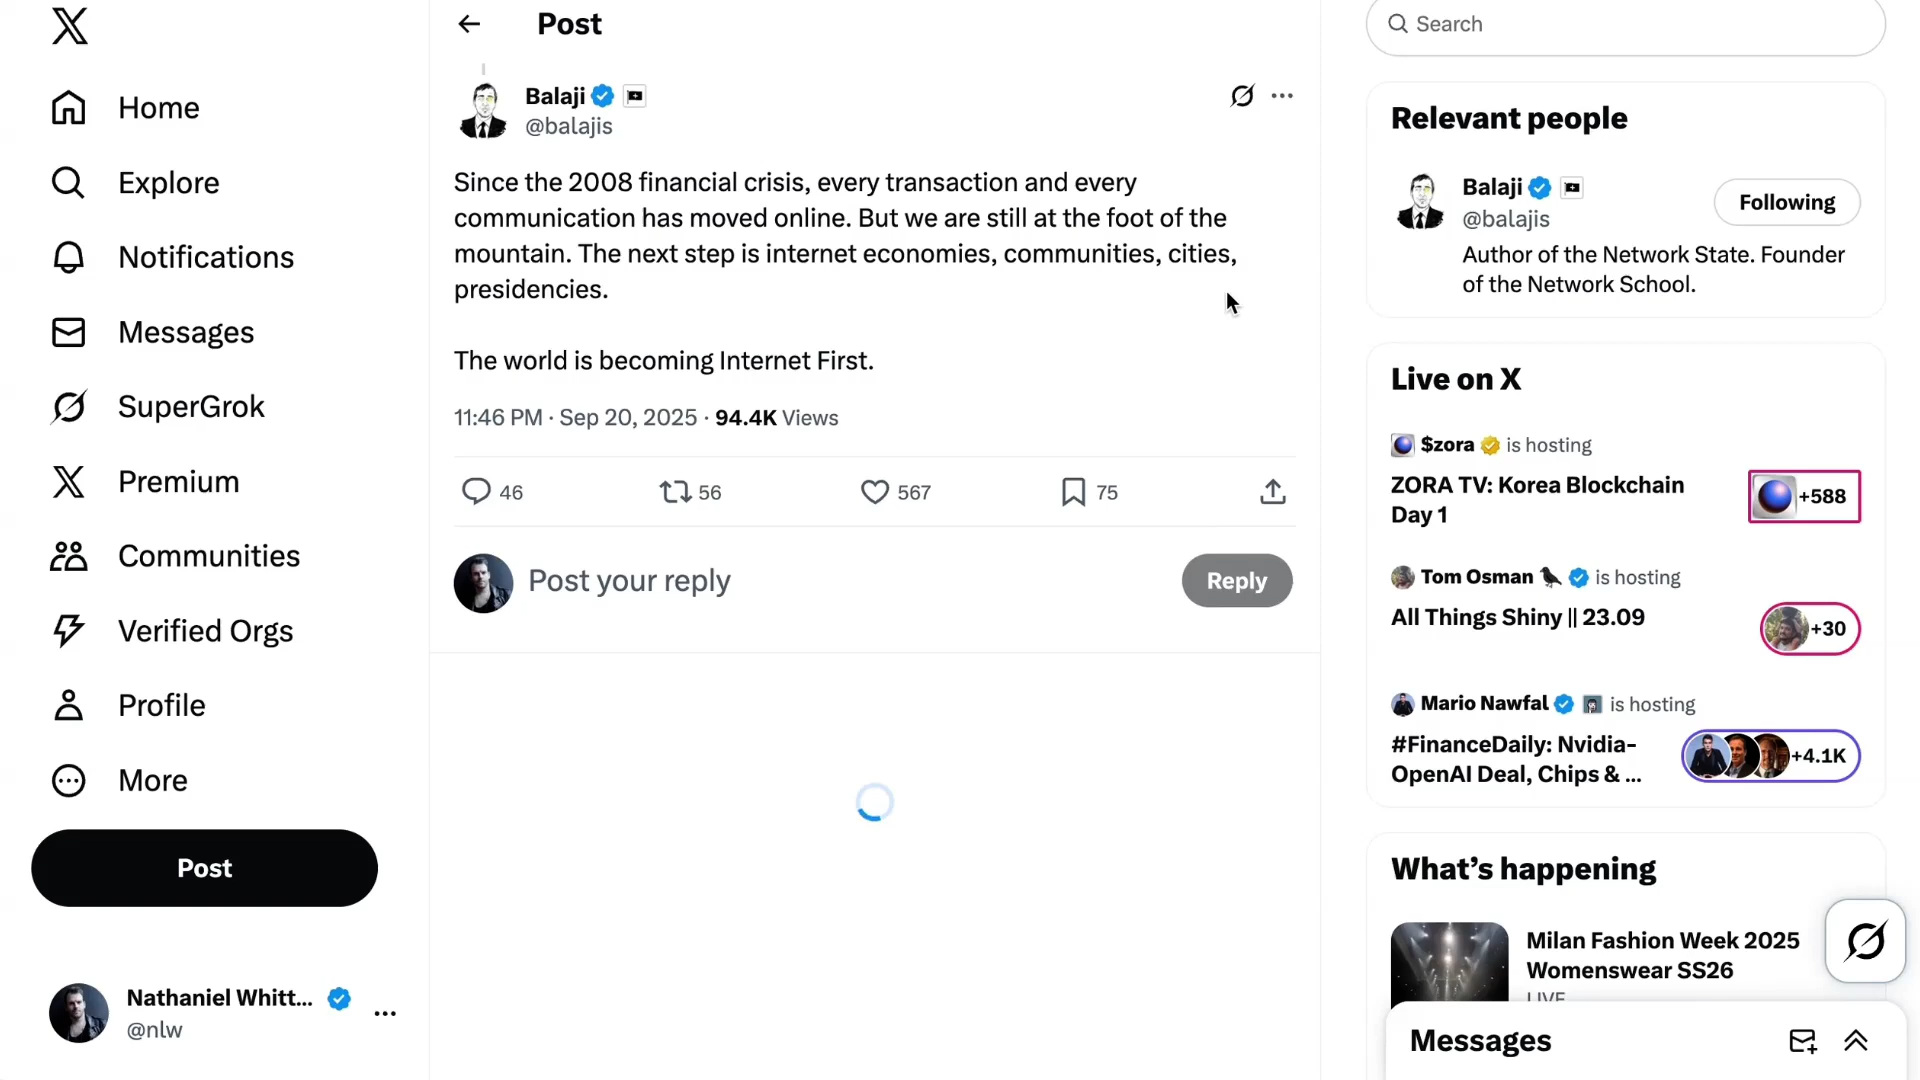 Home
Explore
Notifications
Messages
SuperGrok
Premium
Communities
Verified Orgs
Profile
More
Post
Nathaniel Whitt...
@nlw
Post
Balaji
@balajis
Since the 2008 financial crisis, every transaction and every
communication has moved online. But we are still at the foot of the
mountain. The next step is internet economies, communities, cities,
presidencies.
The world is becoming Internet First.
11:46 PM · Sep 20, 2025 · 94.4K Views
46 56 567 75
Post your reply
Reply
Search
Relevant people
Balaji
@balajis
Following
Author of the Network State. Founder
of the Network School.
Live on X
$zora is hosting
ZORA TV: Korea Blockchain
Day 1
+588
Tom Osman is hosting
All Things Shiny || 23.09
+30
Mario Nawfal is hosting
#FinanceDaily: Nvidia-
OpenAI Deal, Chips & ...
+4.1K
What's happening
Milan Fashion Week 2025
Womenswear SS26
LIVE
Messages